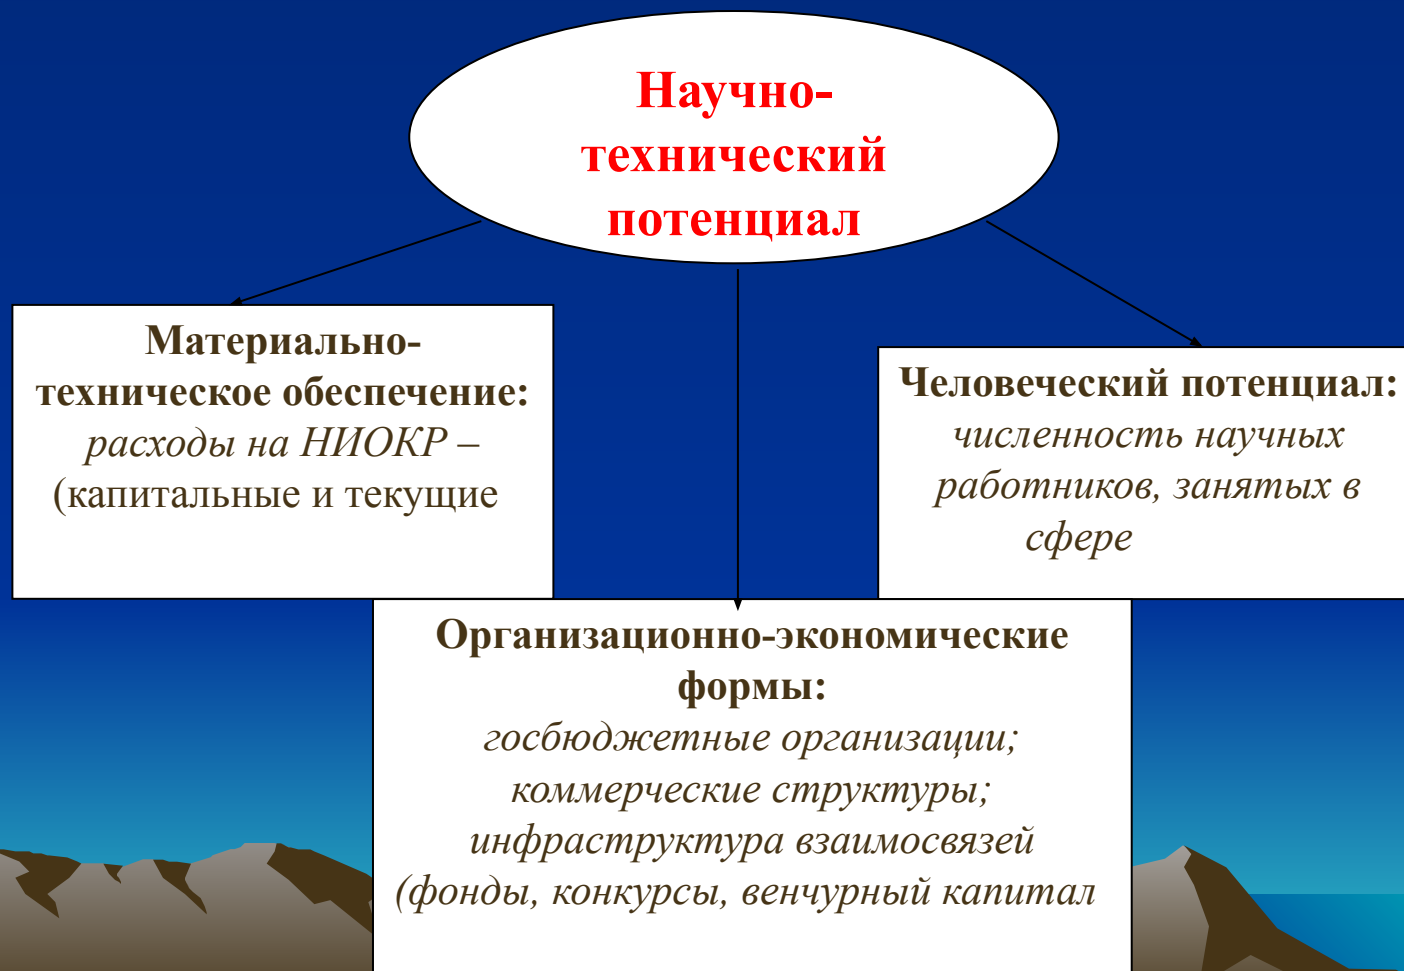 Научно-
технический
потенциал
Материально-
техническое обеспечение:
расходы на НИОКР –
(капитальные и текущие
Человеческий потенциал:
численность научных
работников, занятых в
сфере
Организационно-экономические
формы:
госбюджетные организации;
коммерческие структуры;
инфраструктура взаимосвязей
(фонды, конкурсы, венчурный капитал